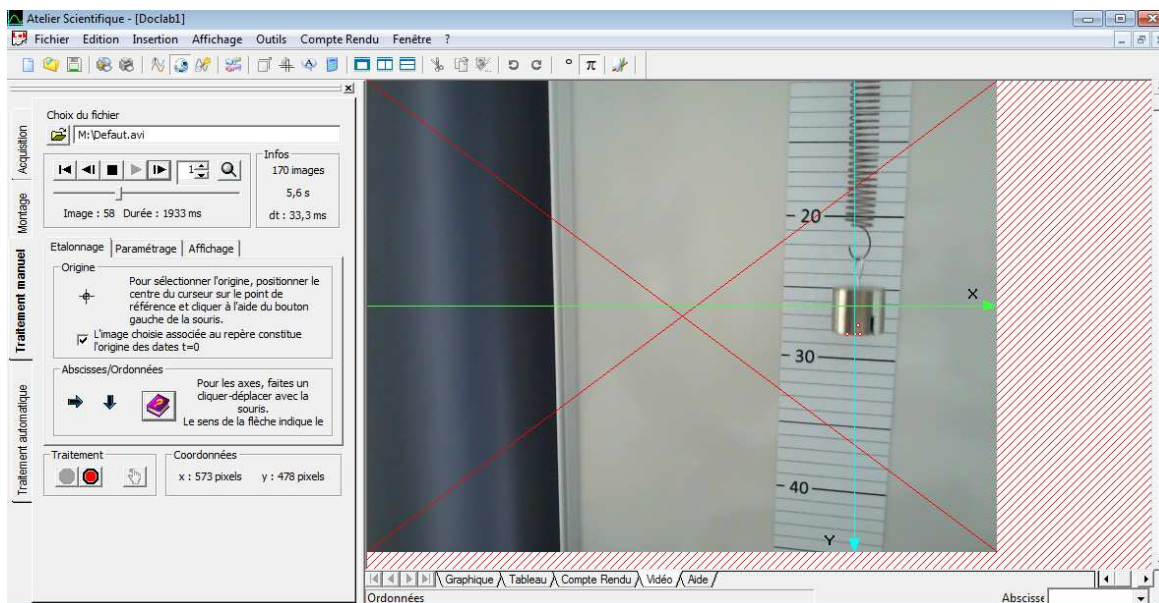 Atelier Scientifique - [Doclab1]
Fichier Edition Insertion Affichage Outils Compte Rendu Fenêtre ?
Acquisition
Montage
Traitement manuel
Traitement automatique
Choix du fichier
M:\Defaut.avi
1
Image : 58 Durée : 1933 ms
Infos
170 images
5,6 s
dt : 33,3 ms
Etalonnage Paramétrage Affichage
Origine
Pour sélectionner l'origine, positionner le
centre du curseur sur le point de
référence et cliquer à l'aide du bouton
gauche de la souris.
L'image choisie associée au repère constitue
l'origine des dates t=0
Abscisses/Ordonnées
Pour les axes, faites un
cliquer-déplacer avec la
souris.
Le sens de la flèche indique le
Traitement
Coordonnées
x : 573 pixels y : 478 pixels
20
X
30
40
Y
Graphique Tableau Compte Rendu Vidéo Aide
Ordonnées
Abscisse